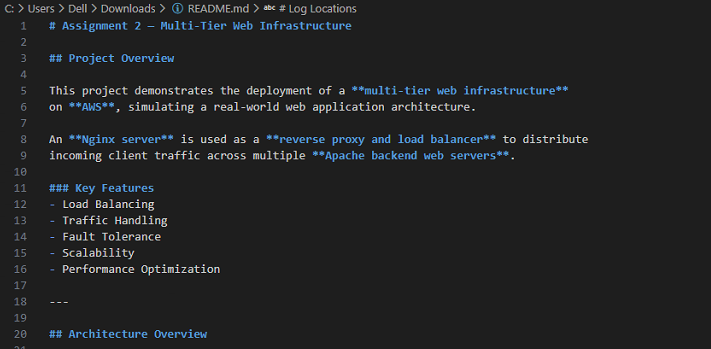 C: > Users > Dell > Downloads > README.md > abc # Log Locations
1 # Assignment 2 – Multi-Tier Web Infrastructure
2
3 ## Project Overview
4
5 This project demonstrates the deployment of a **multi-tier web infrastructure**
6 on **AWS**, simulating a real-world web application architecture.
7
8 An **Nginx server** is used as a **reverse proxy and load balancer** to distribute
9 incoming client traffic across multiple **Apache backend web servers**.
10
11 ### Key Features
12 - Load Balancing
13 - Traffic Handling
14 - Fault Tolerance
15 - Scalability
16 - Performance Optimization
17
18 ---
19
20 ## Architecture Overview
21